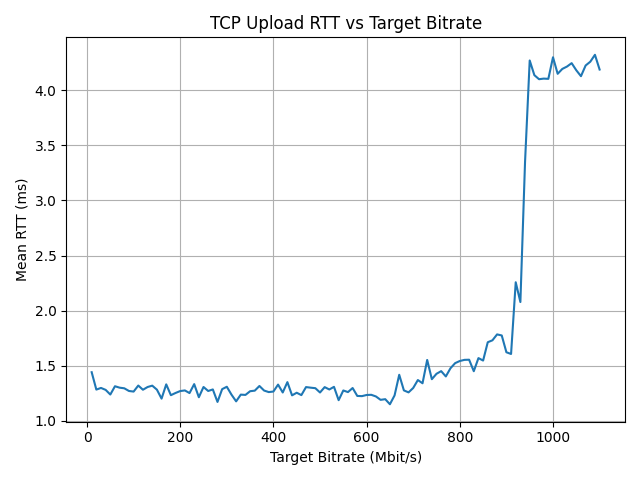 TCP Upload RTT vs Target Bitrate
Mean RTT (ms)
4.0
3.5
3.0
2.5
2.0
1.5
1.0
0 200 400 600 800 1000
Target Bitrate (Mbit/s)